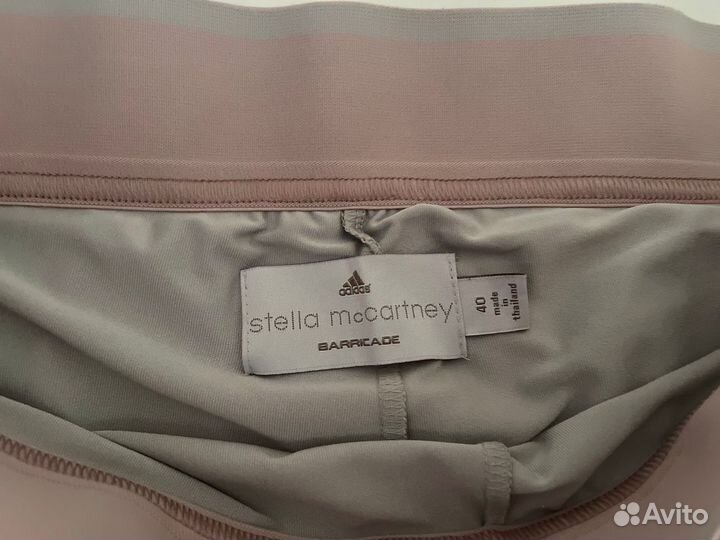 adidas
stella mccartney
BARRICADE
40
made
in
thailand
Avito